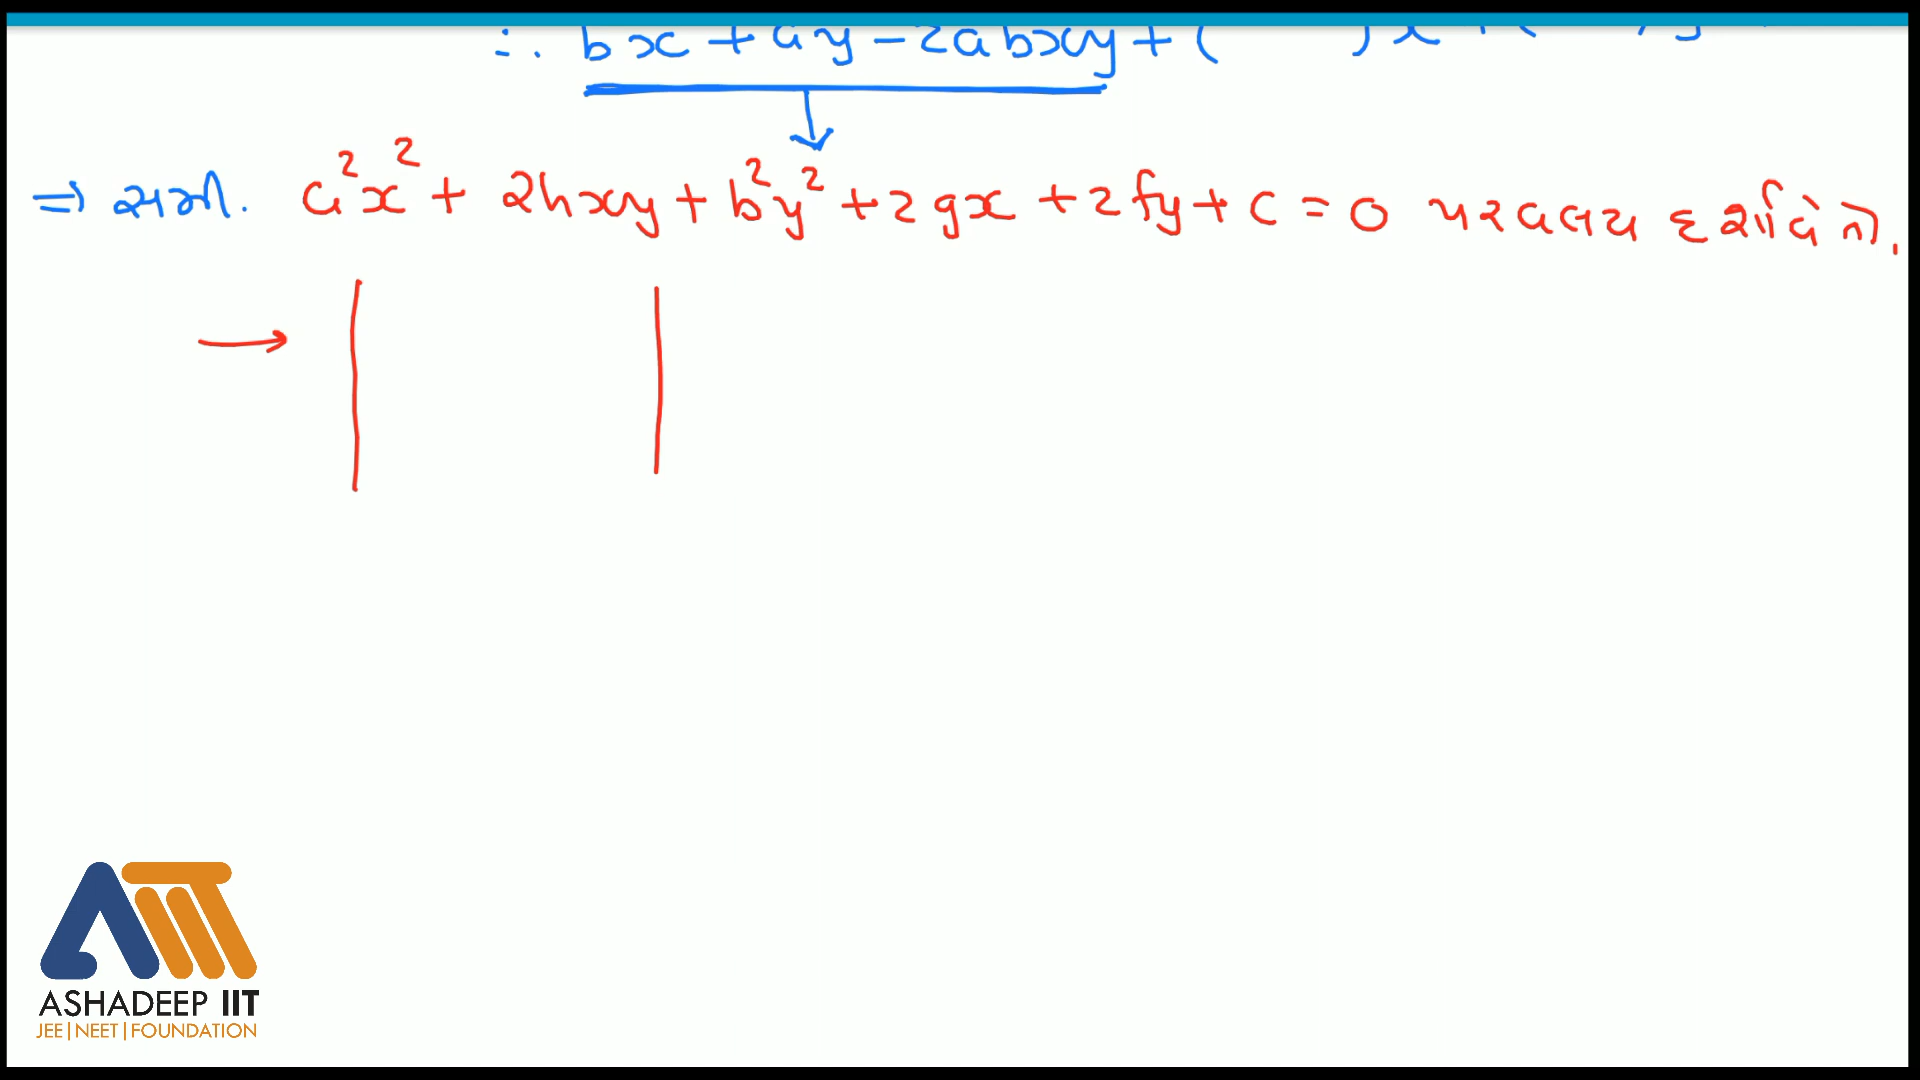 ∴ bx + ay - 2abxy + ( )x + ( )y
⇒ સમી. a²x² + 2hxy + b²y² + 2gx + 2fy + c = 0 પરવલય દર્શાવે તો.
→
ASHADEEP IIT
JEE|NEET|FOUNDATION